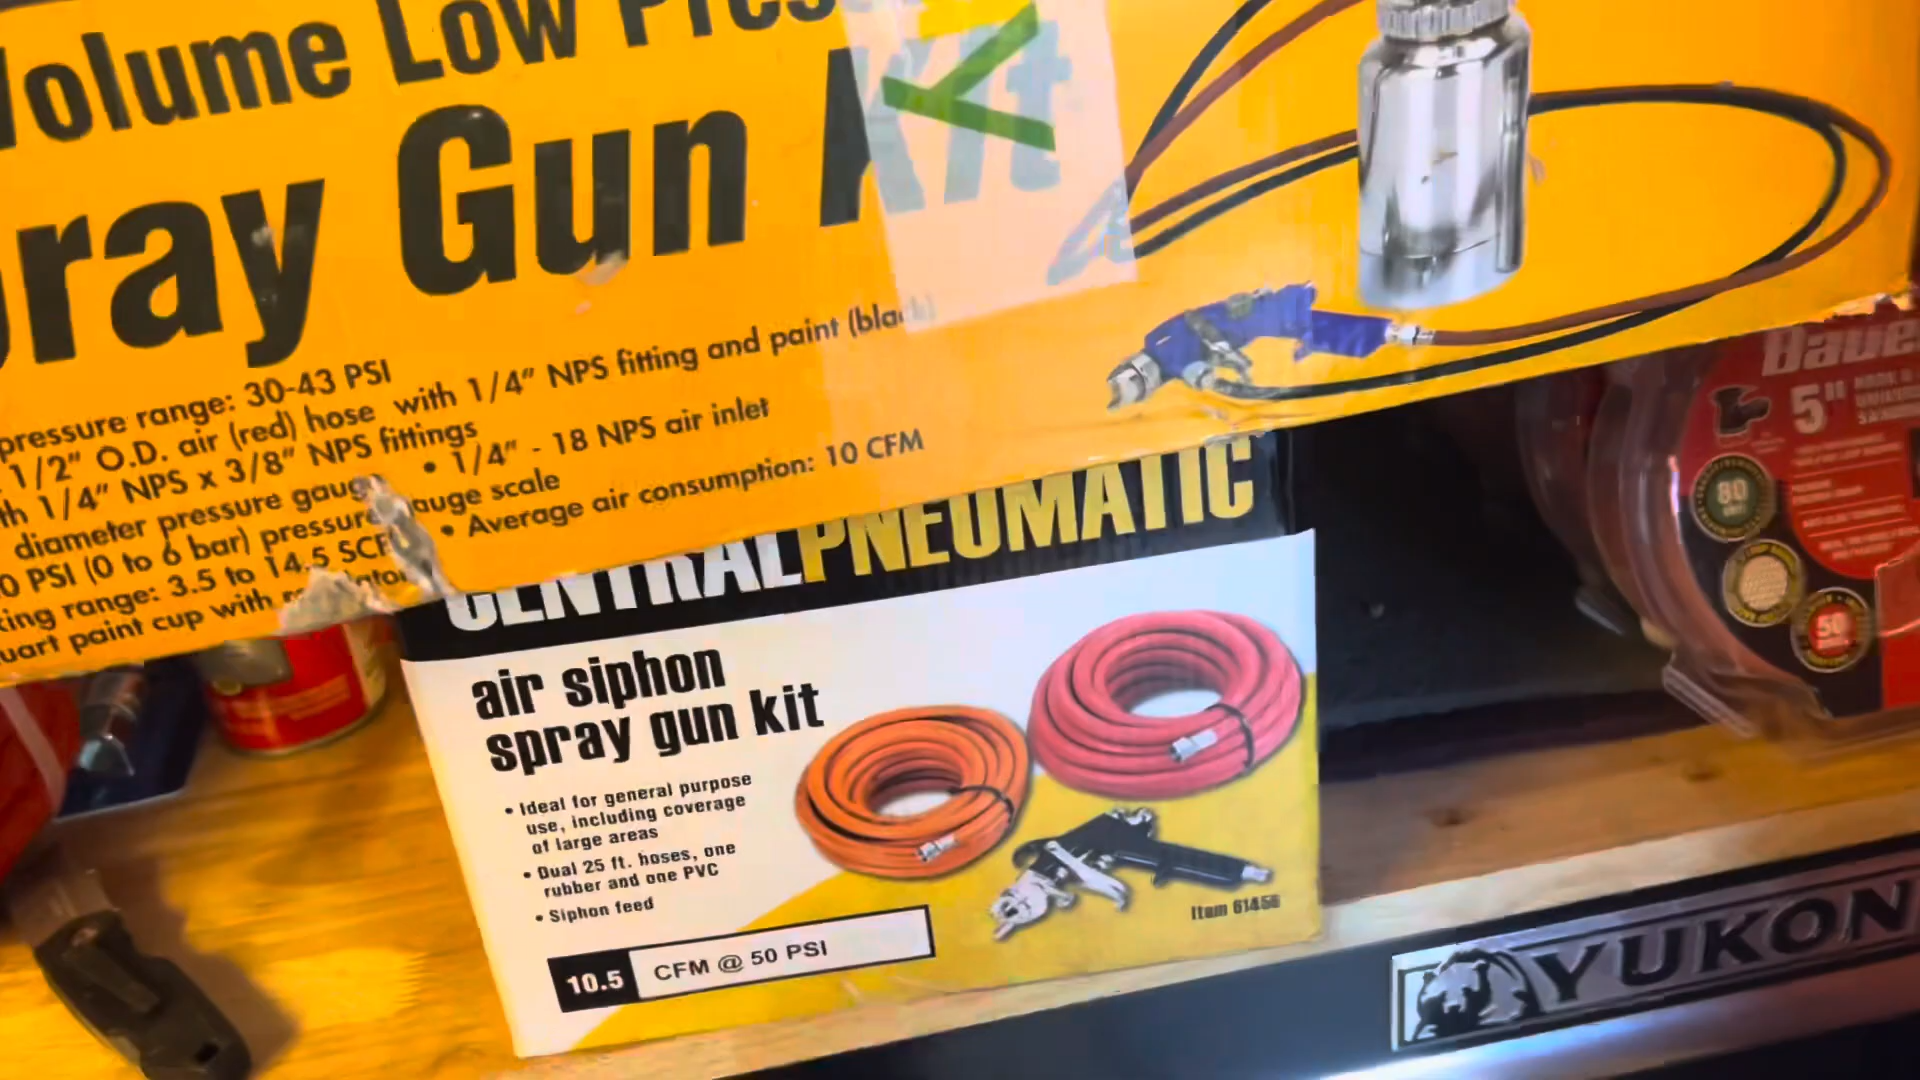 Volume Low
Gun Kit
pressure range: 30-43 PSI
1/2" O.D. air (red) hose with 1/4" NPS fitting and paint (black)
1/4" NPS x 3/8" NPS fittings
• 1/4" - 18 NPS air inlet
diameter pressure gauge
0 PSI (0 to 6 bar) pressure gauge scale
• Average air consumption: 10 CFM
range: 3.5 to 14.5
paint cup with
CENTRALPNEUMATIC
air siphon
spray gun kit
• Ideal for general purpose
use, including coverage
of large areas
• Dual 25 ft. hoses, one
rubber and one PVC
• Siphon feed
10.5 CFM @ 50 PSI
Item 61456
5"
80
50
YUKON